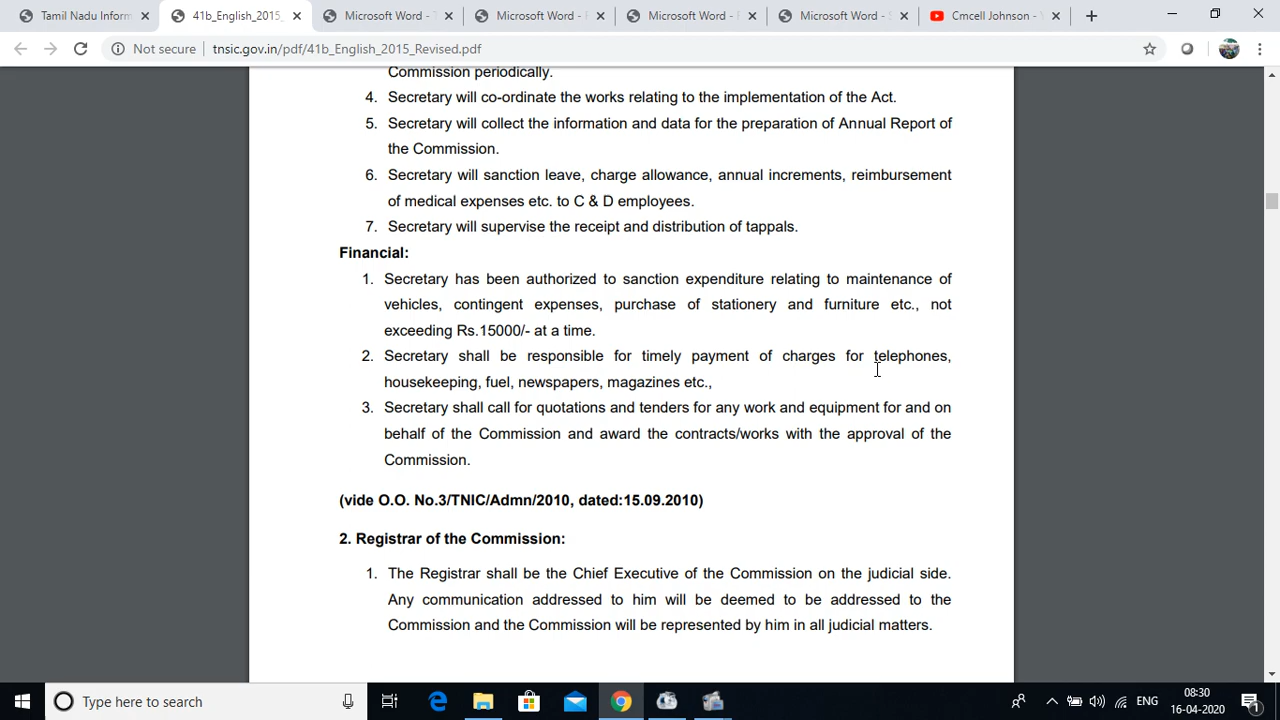 Tamil Nadu Inform
41b_English_2015_
Microsoft Word -
Microsoft Word -
Microsoft Word -
Microsoft Word -
Cmcell Johnson -
Not secure
tnsic.gov.in/pdf/41b_English_2015_Revised.pdf
Commission periodically.
4. Secretary will co-ordinate the works relating to the implementation of the Act.
5. Secretary will collect the information and data for the preparation of Annual Report of
the Commission.
6. Secretary will sanction leave, charge allowance, annual increments, reimbursement
of medical expenses etc. to C & D employees.
7. Secretary will supervise the receipt and distribution of tappals.
Financial:
1. Secretary has been authorized to sanction expenditure relating to maintenance of
vehicles, contingent expenses, purchase of stationery and furniture etc., not
exceeding Rs.15000/- at a time.
2. Secretary shall be responsible for timely payment of charges for telephones,
housekeeping, fuel, newspapers, magazines etc.,
3. Secretary shall call for quotations and tenders for any work and equipment for and on
behalf of the Commission and award the contracts/works with the approval of the
Commission.
(vide O.O. No.3/TNIC/Admn/2010, dated:15.09.2010)
2. Registrar of the Commission:
1. The Registrar shall be the Chief Executive of the Commission on the judicial side.
Any communication addressed to him will be deemed to be addressed to the
Commission and the Commission will be represented by him in all judicial matters.
Type here to search
ENG
08:30
16-04-2020
1